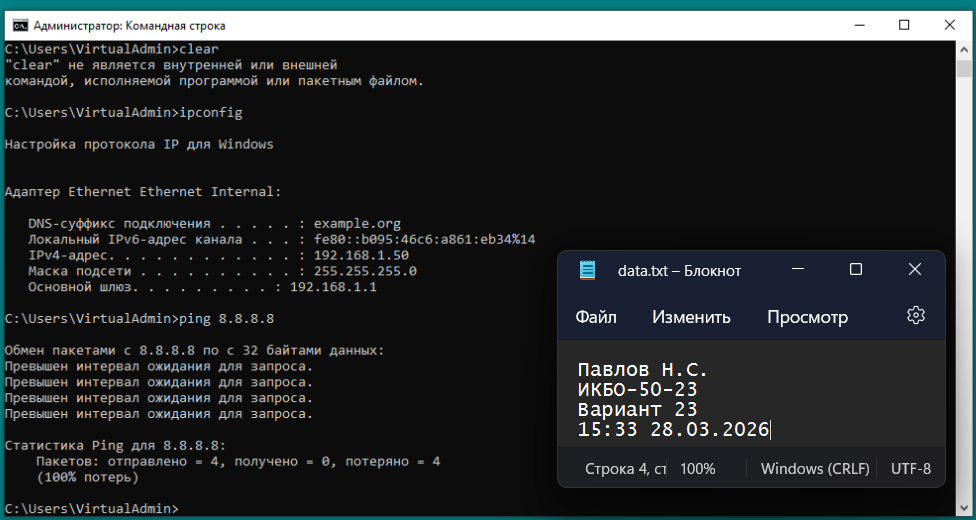 Администратор: Командная строка
C:\Users\VirtualAdmin>clear
"clear" не является внутренней или внешней
командой, исполняемой программой или пакетным файлом.
C:\Users\VirtualAdmin>ipconfig
Настройка протокола IP для Windows
Адаптер Ethernet Ethernet Internal:
DNS-суффикс подключения . . . . . : example.org
Локальный IPv6-адрес канала . . . : fe80::b095:46c6:a861:eb34%14
IPv4-адрес. . . . . . . . . . . . : 192.168.1.50
Маска подсети . . . . . . . . . . : 255.255.255.0
Основной шлюз. . . . . . . . . : 192.168.1.1
C:\Users\VirtualAdmin>ping 8.8.8.8
Обмен пакетами с 8.8.8.8 по с 32 байтами данных:
Превышен интервал ожидания для запроса.
Превышен интервал ожидания для запроса.
Превышен интервал ожидания для запроса.
Превышен интервал ожидания для запроса.
Статистика Ping для 8.8.8.8:
Пакетов: отправлено = 4, получено = 0, потеряно = 4
(100% потерь)
C:\Users\VirtualAdmin>
data.txt – Блокнот
Файл Изменить Просмотр
Павлов Н.С.
ИКБО-50-23
Вариант 23
15:33 28.03.2026
Строка 4, ст 100% Windows (CRLF) UTF-8